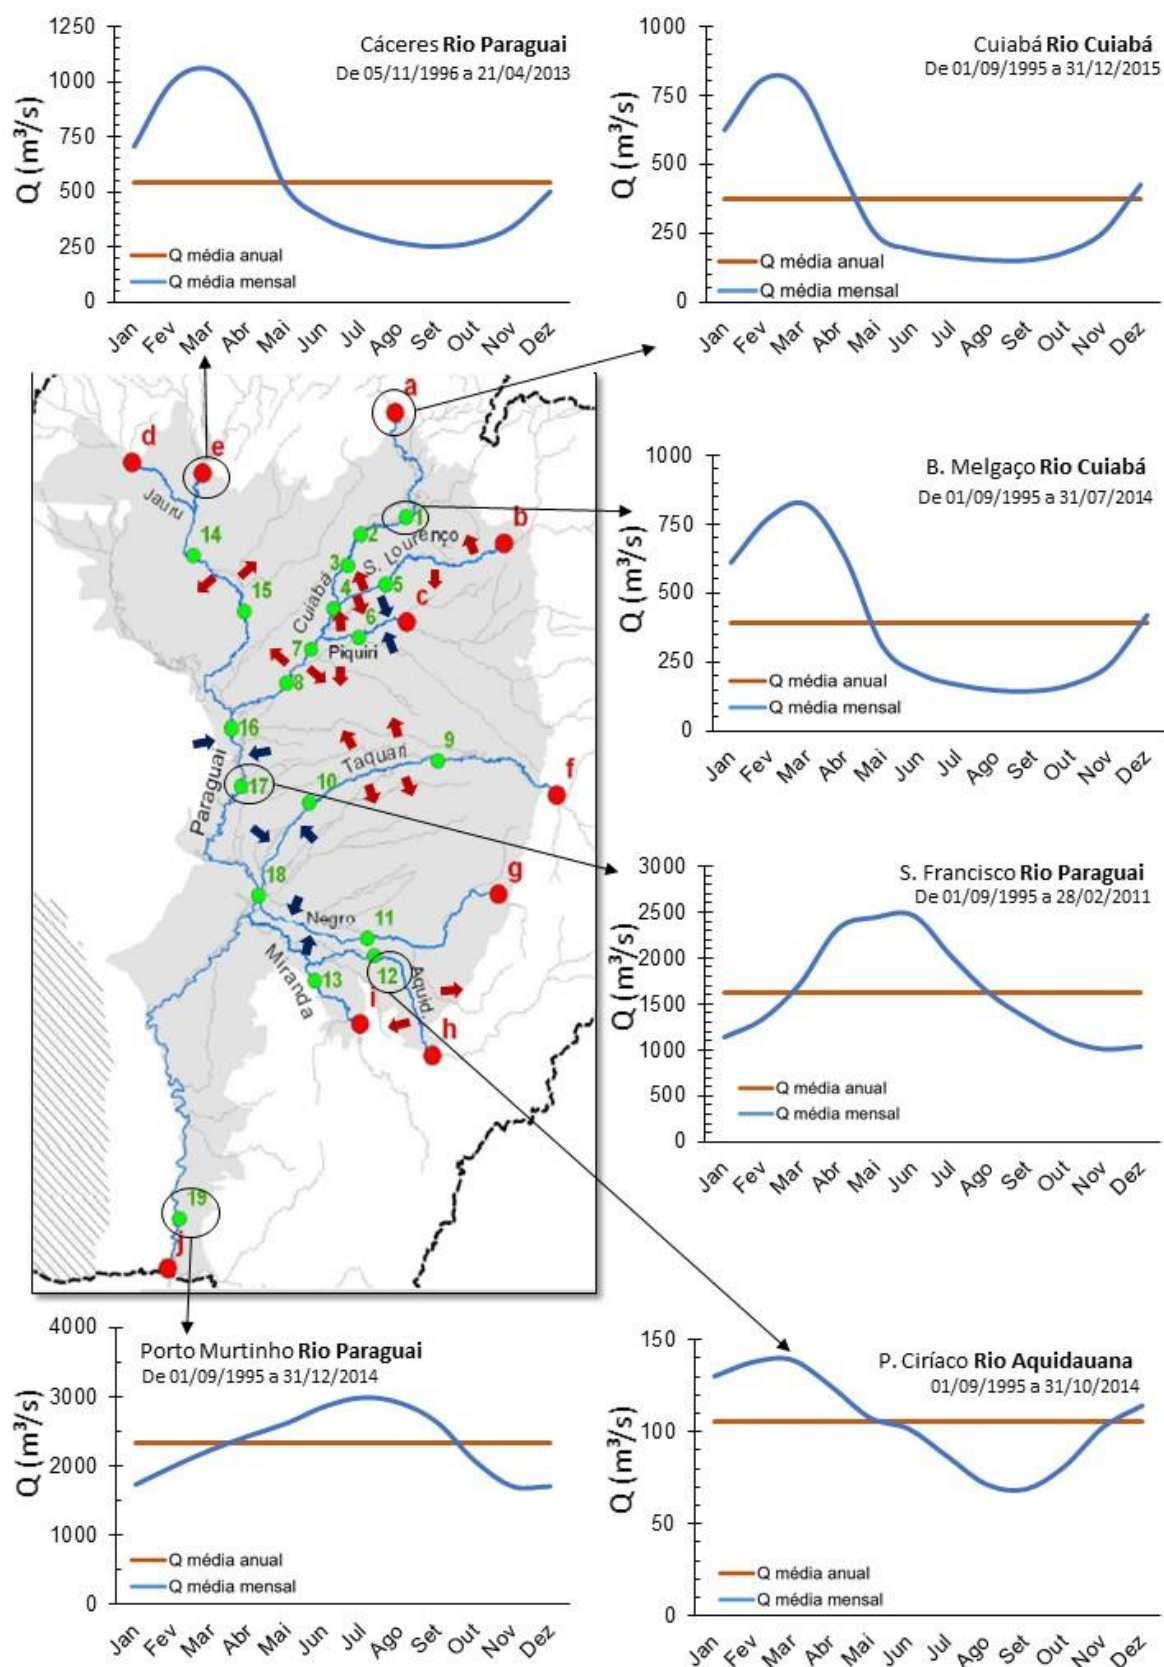 Cáceres Rio Paraguai
De 05/11/1996 a 21/04/2013
Q (m³/s)
1250
1000
750
500
250
0
Q média anual
Q média mensal
Jan Fev Mar Abr Mai Jun Jul Ago Set Out Nov Dez
Cuiabá Rio Cuiabá
De 01/09/1995 a 31/12/2015
Q (m³/s)
1000
750
500
250
0
Q média anual
Q média mensal
Jan Fev Mar Abr Mai Jun Jul Ago Set Out Nov Dez
a
d
e
Jauru
1
b
2
S. Lourenço
14
3
Cuiabá
5
4
c
15
6
7
Piquiri
8
16
9
Taquari
Paraguai
17
10
f
18
g
Negro
11
Miranda
12
Aquid.
13
i
h
19
j
B. Melgaço Rio Cuiabá
De 01/09/1995 a 31/07/2014
Q (m³/s)
1000
750
500
250
0
Q média anual
Q média mensal
Jan Fev Mar Abr Mai Jun Jul Ago Set Out Nov Dez
S. Francisco Rio Paraguai
De 01/09/1995 a 28/02/2011
Q (m³/s)
3000
2500
2000
1500
1000
500
0
Q média anual
Q média mensal
Jan Fev Mar Abr Mai Jun Jul Ago Set Out Nov Dez
Porto Murtinho Rio Paraguai
De 01/09/1995 a 31/12/2014
Q (m³/s)
4000
3000
2000
1000
0
Q média anual
Q média mensal
Jan Fev Mar Abr Mai Jun Jul Ago Set Out Nov Dez
P. Ciríaco Rio Aquidauana
01/09/1995 a 31/10/2014
Q (m³/s)
150
100
50
0
Q média anual
Q média mensal
Jan Fev Mar Abr Mai Jun Jul Ago Set Out Nov Dez